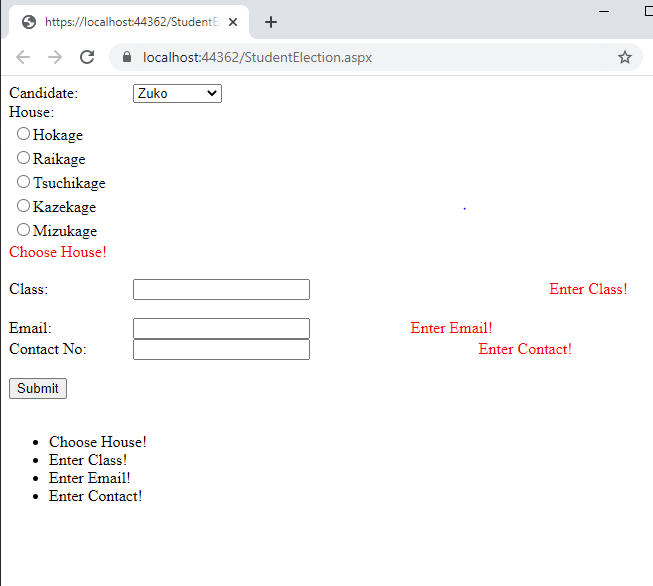 https://localhost:44362/StudentE
localhost:44362/StudentElection.aspx
Candidate: Zuko
House:
Hokage
Raikage
Tsuchikage
Kazekage
Mizukage
Choose House!
Class: Enter Class!
Email: Enter Email!
Contact No: Enter Contact!
Submit
Choose House!
Enter Class!
Enter Email!
Enter Contact!